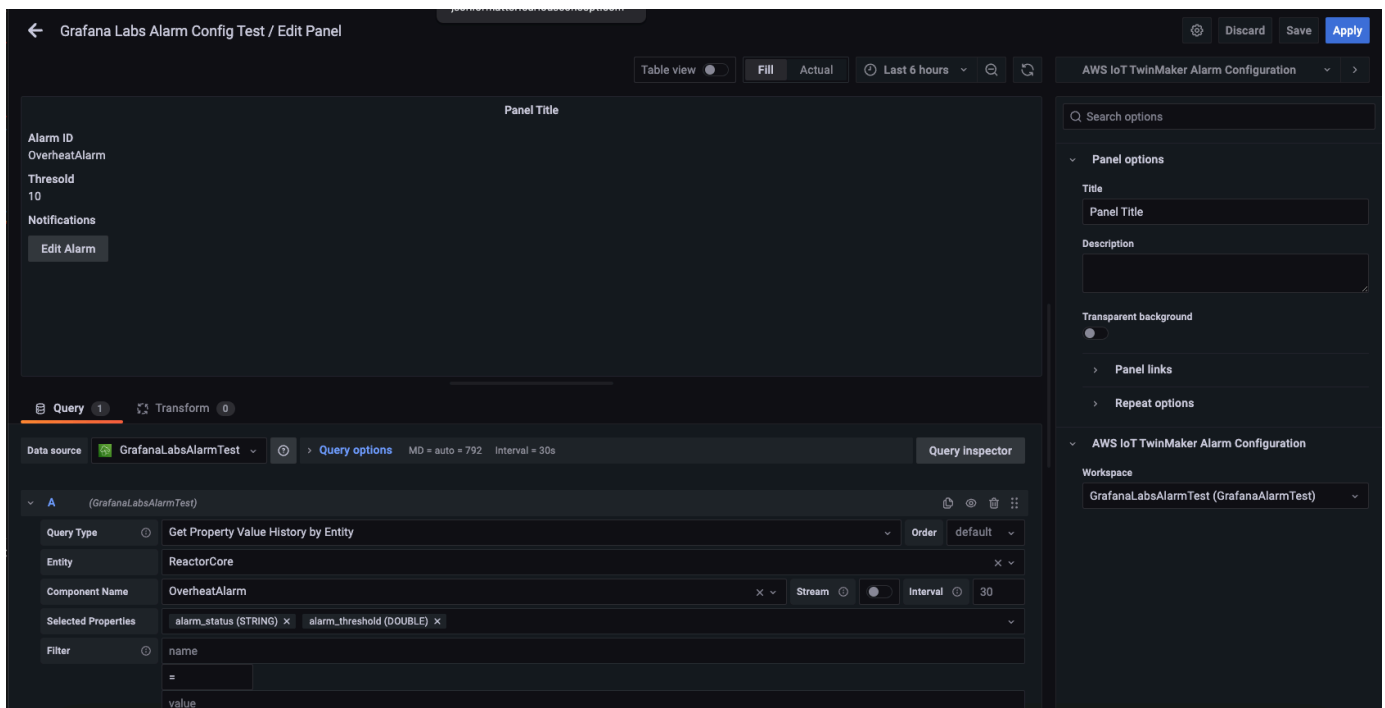 Grafana Labs Alarm Config Test / Edit Panel
Discard Save Apply
Table view Fill Actual Last 6 hours
AWS IoT TwinMaker Alarm Configuration
Panel Title
Alarm ID
OverheatAlarm
Thresold
10
Notifications
Edit Alarm
Search options
Panel options
Title
Panel Title
Description
Transparent background
Panel links
Repeat options
AWS IoT TwinMaker Alarm Configuration
Workspace
GrafanaLabsAlarmTest (GrafanaAlarmTest)
Query 1 Transform 0
Data source GrafanaLabsAlarmTest Query options MD = auto = 792 Interval = 30s Query inspector
A (GrafanaLabsAlarmTest)
Query Type Get Property Value History by Entity Order default
Entity ReactorCore
Component Name OverheatAlarm Stream Interval 30
Selected Properties alarm_status (STRING) alarm_threshold (DOUBLE)
Filter name
=
value